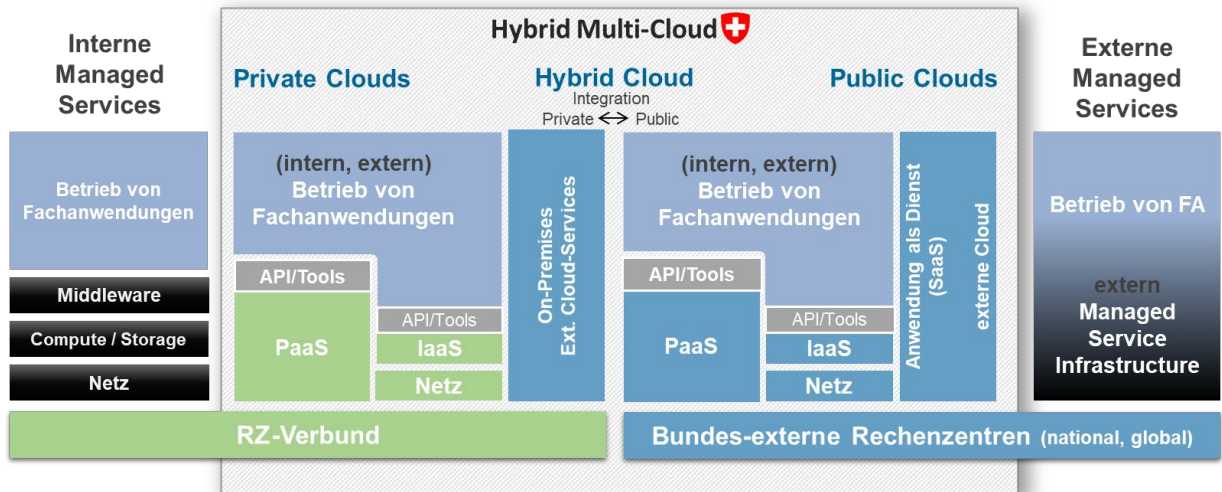 Hybrid Multi-Cloud
Interne
Managed
Services
Betrieb von
Fachanwendungen
Middleware
Compute / Storage
Netz
Private Clouds
(intern, extern)
Betrieb von
Fachanwendungen
API/Tools
PaaS
API/Tools
IaaS
Netz
Hybrid Cloud
Integration
Private ↔ Public
On-Premises
Ext. Cloud-Services
Public Clouds
(intern, extern)
Betrieb von
Fachanwendungen
API/Tools
PaaS
API/Tools
IaaS
Netz
Anwendung als Dienst
(SaaS)
externe Cloud
Externe
Managed
Services
Betrieb von FA
extern
Managed
Service
Infrastructure
RZ-Verbund
Bundes-externe Rechenzentren (national, global)